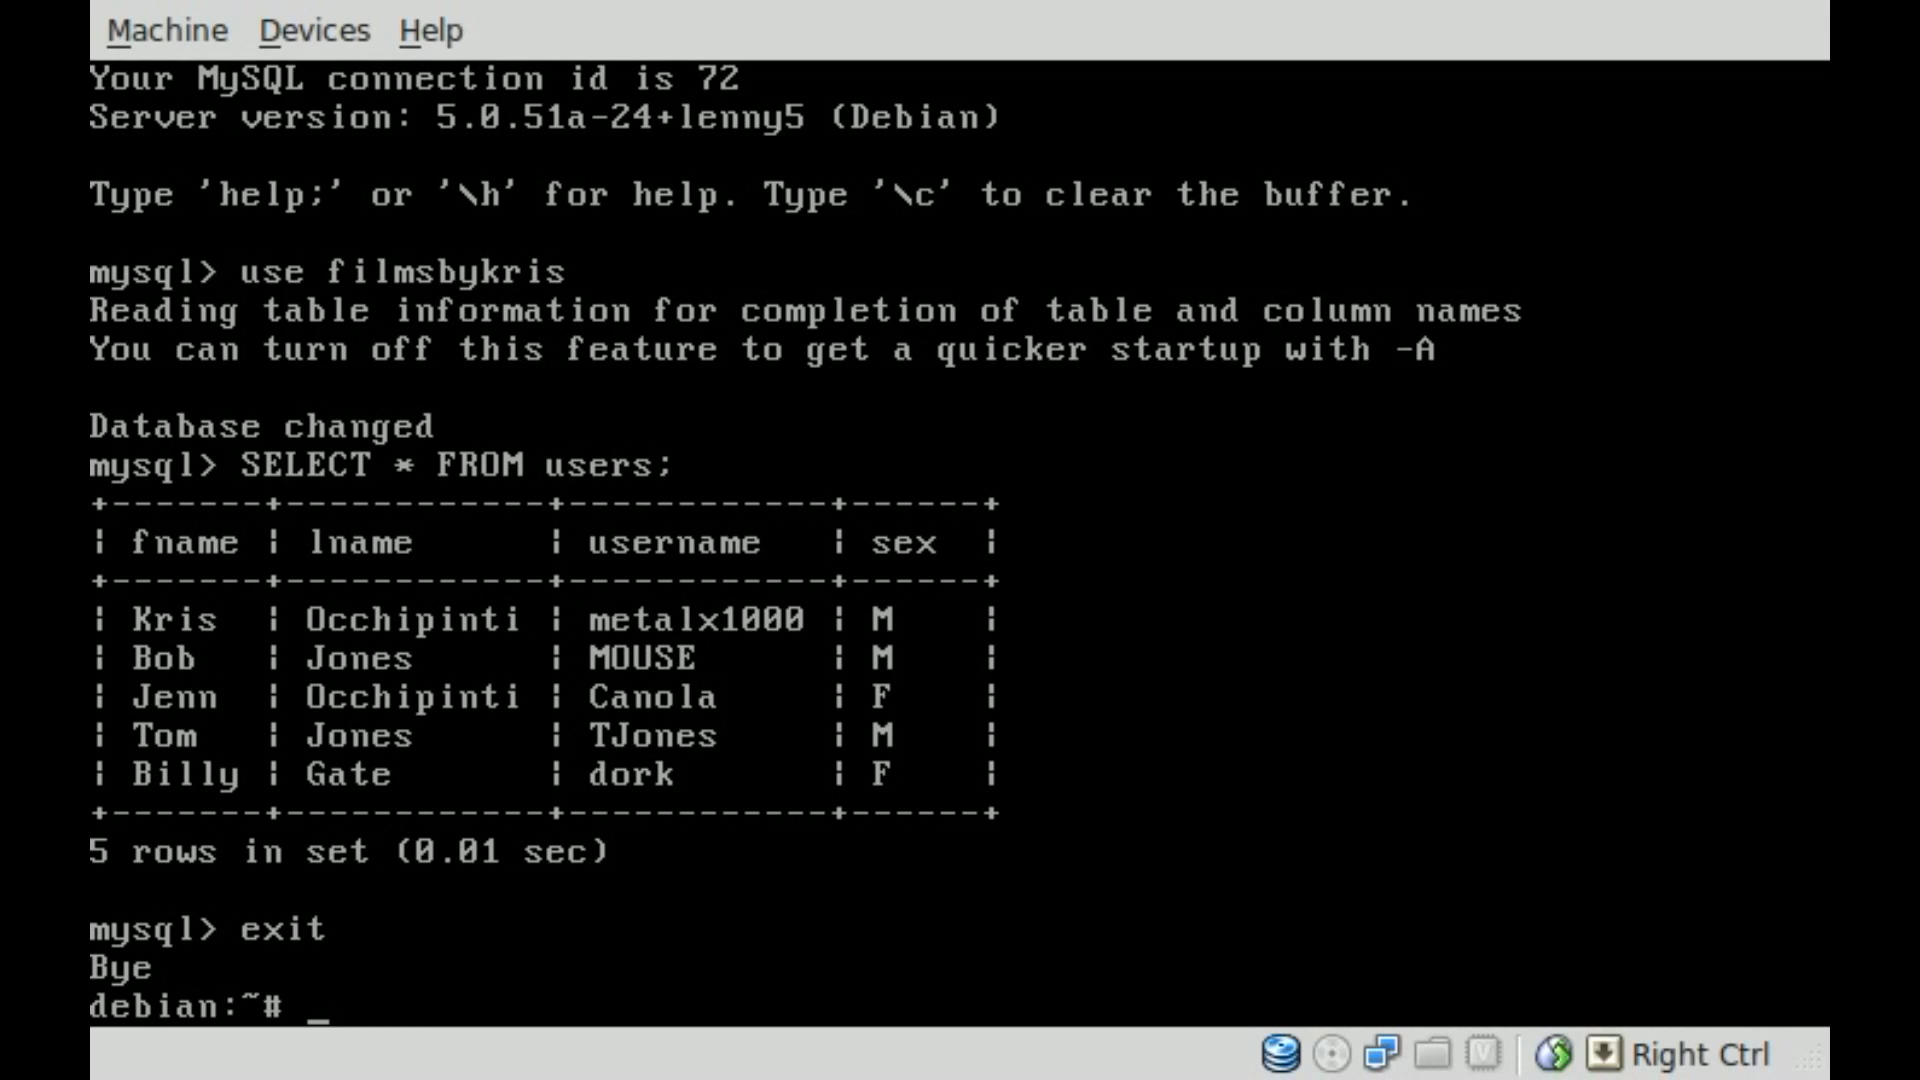 Machine Devices Help
Your MySQL connection id is 72
Server version: 5.0.51a-24+lenny5 (Debian)
Type 'help;' or '\h' for help. Type '\c' to clear the buffer.
mysql> use filmsbykris
Reading table information for completion of table and column names
You can turn off this feature to get a quicker startup with -A
Database changed
mysql> SELECT * FROM users;
+-------+------------+------------+------+
| fname | lname      | username   | sex  |
+-------+------------+------------+------+
| Kris  | Occhipinti | metalx1000 | M    |
| Bob   | Jones      | MOUSE      | M    |
| Jenn  | Occhipinti | Canola     | F    |
| Tom   | Jones      | TJones     | M    |
| Billy | Gate       | dork       | F    |
+-------+------------+------------+------+
5 rows in set (0.01 sec)
mysql> exit
Bye
debian:~# _
Right Ctrl